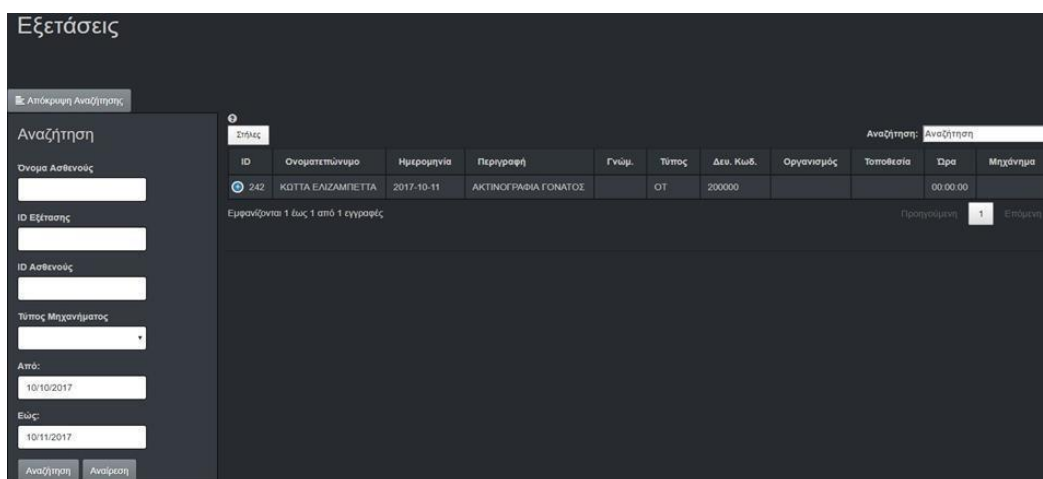 Εξετάσεις
Απόκρυψη Αναζήτησης
Αναζήτηση
Όνομα Ασθενούς
ID Εξέτασης
ID Ασθενούς
Τύπος Μηχανήματος
Από:
10/10/2017
Εώς:
10/11/2017
Αναζήτηση Αναίρεση
Στήλες
Αναζήτηση: Αναζήτηση
ID Ονοματεπώνυμο Ημερομηνία Περιγραφή Γνώμ. Τύπος Δευ. Κωδ. Οργανισμός Τοποθεσία Ώρα Μηχάνημα
242 ΚΩΤΤΑ ΕΛΙΖΑΜΠΕΤΤΑ 2017-10-11 ΑΚΤΙΝΟΓΡΑΦΙΑ ΓΟΝΑΤΟΣ OT 200000 00:00:00
Εμφανίζονται 1 έως 1 από 1 εγγραφές
Προηγούμενη 1 Επόμενη